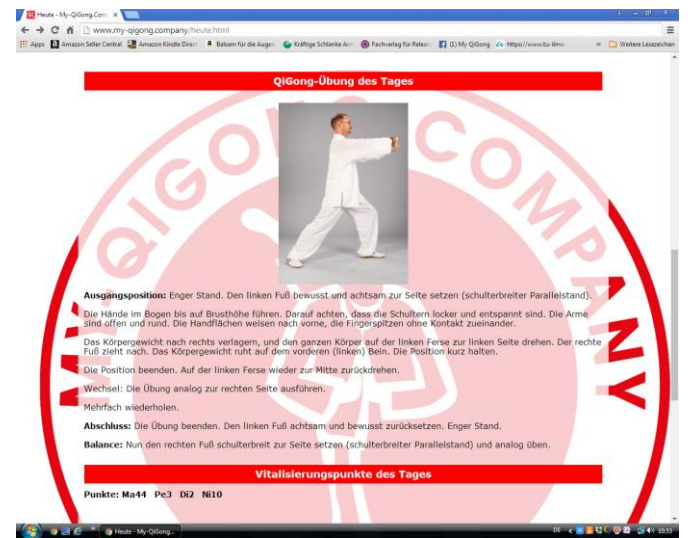 Heute - My-QiGong.Com
www.my-qigong.company/heute.html
Apps Amazon Seller Central Amazon Kindle Direct Balsam für die Augen Kräftige Schlanke Arm Fachverlag für (1) My QiGong Weitere Lesezeichen
QiGong-Übung des Tages
MY-QIGONG COMPANY
Ausgangsposition: Enger Stand. Den linken Fuß bewusst und achtsam zur Seite setzen (schulterbreiter Parallelstand).
Die Hände im Bogen bis auf Brusthöhe führen. Darauf achten, dass die Schultern locker und entspannt sind. Die Arme
sind offen und rund. Die Handflächen weisen nach vorne, die Fingerspitzen ohne Kontakt zueinander.
Das Körpergewicht nach rechts verlagern, und den ganzen Körper auf der linken Ferse zur linken Seite drehen. Der rechte
Fuß zieht nach. Das Körpergewicht ruht auf dem vorderen (linken) Bein. Die Position kurz halten.
Die Position beenden. Auf der linken Ferse wieder zur Mitte zurückdrehen.
Wechsel: Die Übung analog zur rechten Seite ausführen.
Mehrfach wiederholen.
Abschluss: Die Übung beenden. Den linken Fuß achtsam und bewusst zurücksetzen. Enger Stand.
Balance: Nun den rechten Fuß schulterbreit zur Seite setzen (schulterbreiter Parallelstand) und analog üben.
Vitalisierungspunkte des Tages
Punkte: Ma44 Pe3 Di2 Ni10
Heute - My-QiGong...
DE
10:53